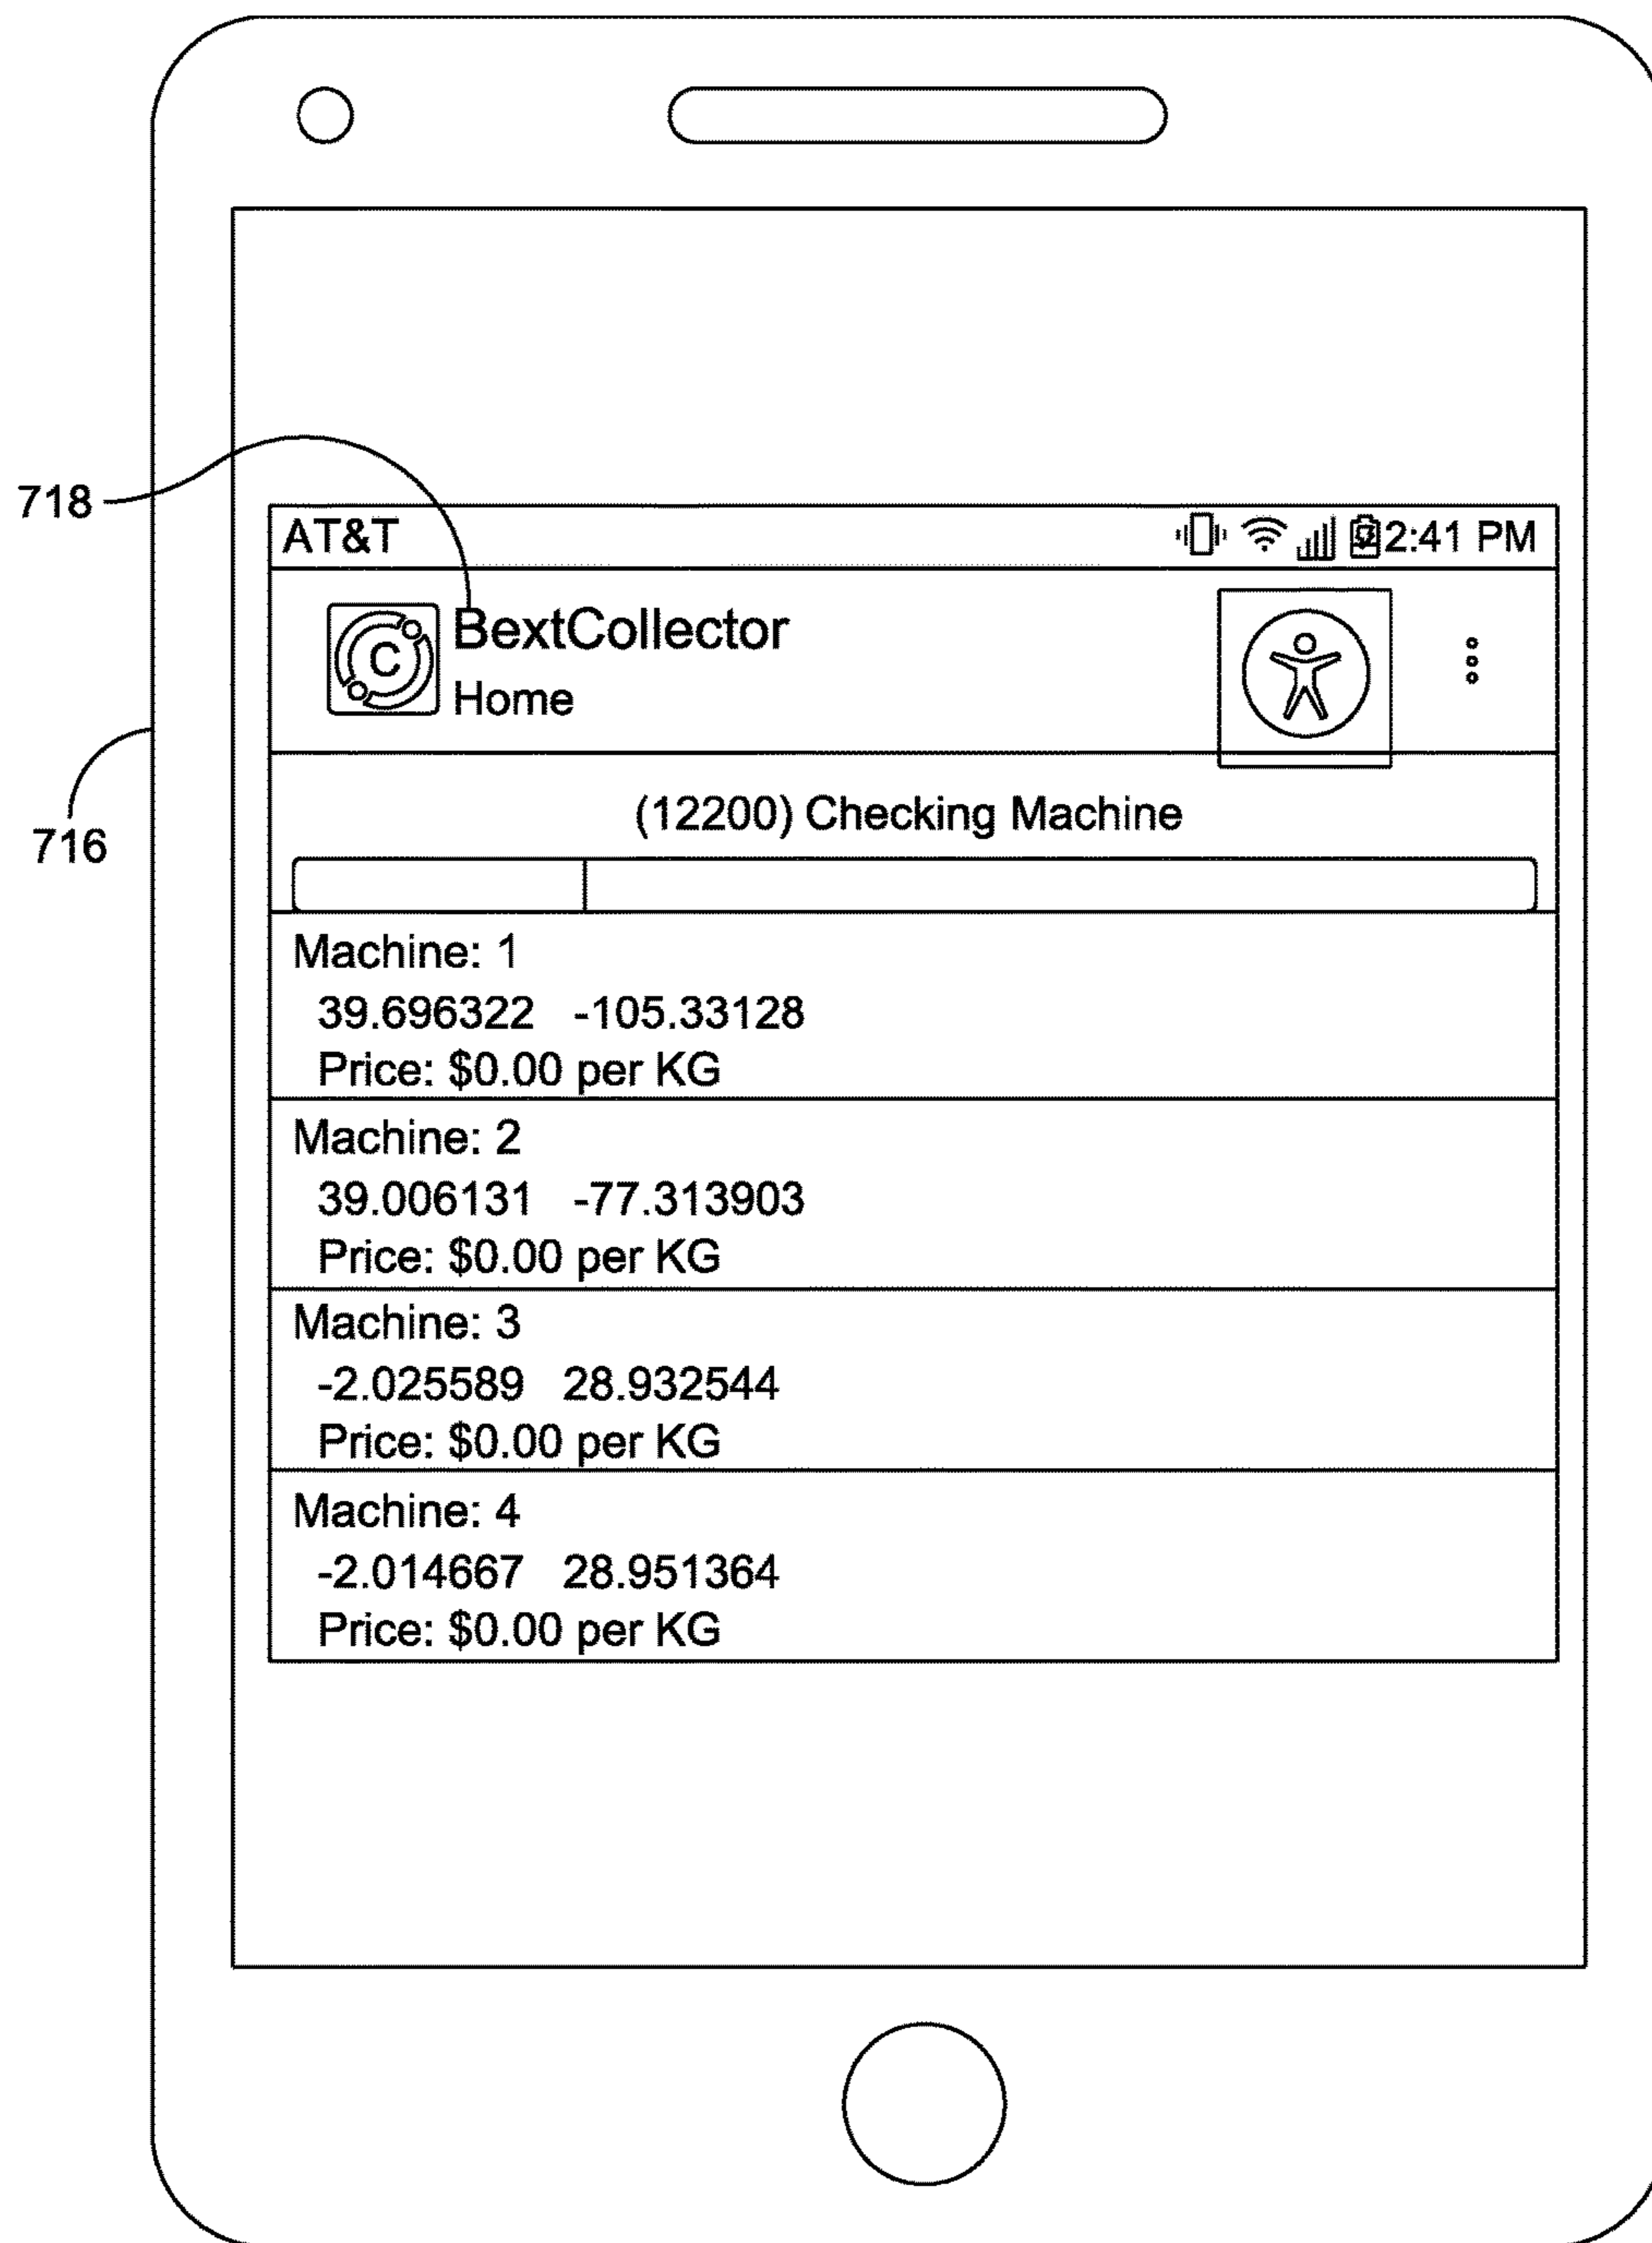 718
AT&T 2:41 PM
BextCollector
Home
716
(12200) Checking Machine
Machine: 1
39.696322 -105.33128
Price: $0.00 per KG
Machine: 2
39.006131 -77.313903
Price: $0.00 per KG
Machine: 3
-2.025589 28.932544
Price: $0.00 per KG
Machine: 4
-2.014667 28.951364
Price: $0.00 per KG